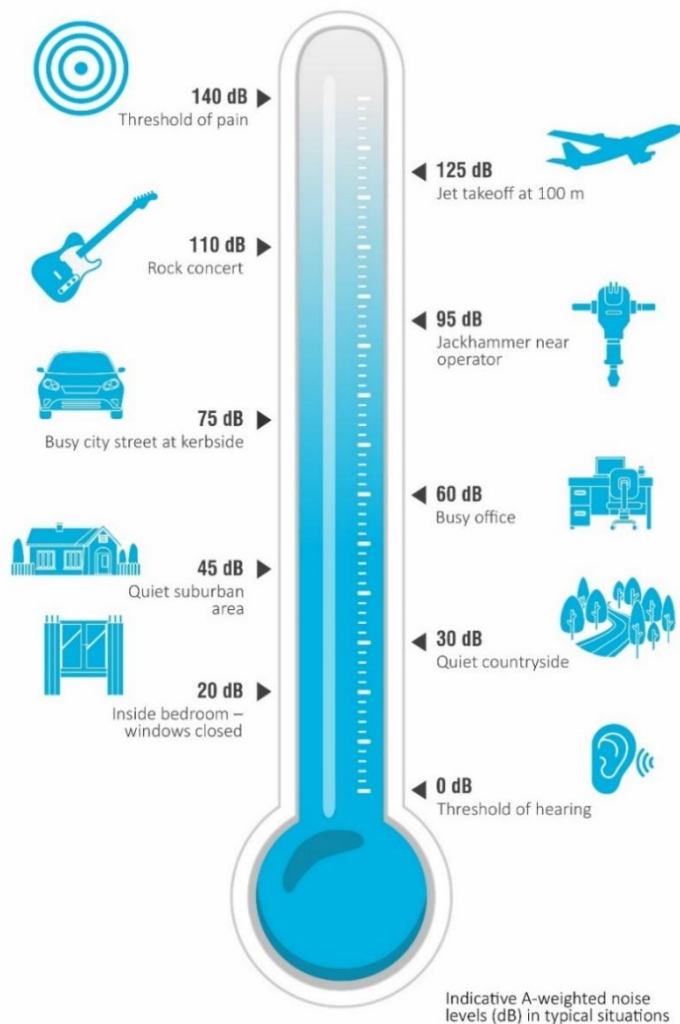 140 dB
Threshold of pain
125 dB
Jet takeoff at 100 m
110 dB
Rock concert
95 dB
Jackhammer near
operator
75 dB
Busy city street at kerbside
60 dB
Busy office
45 dB
Quiet suburban
area
30 dB
Quiet countryside
20 dB
Inside bedroom –
windows closed
0 dB
Threshold of hearing
Indicative A-weighted noise
levels (dB) in typical situations